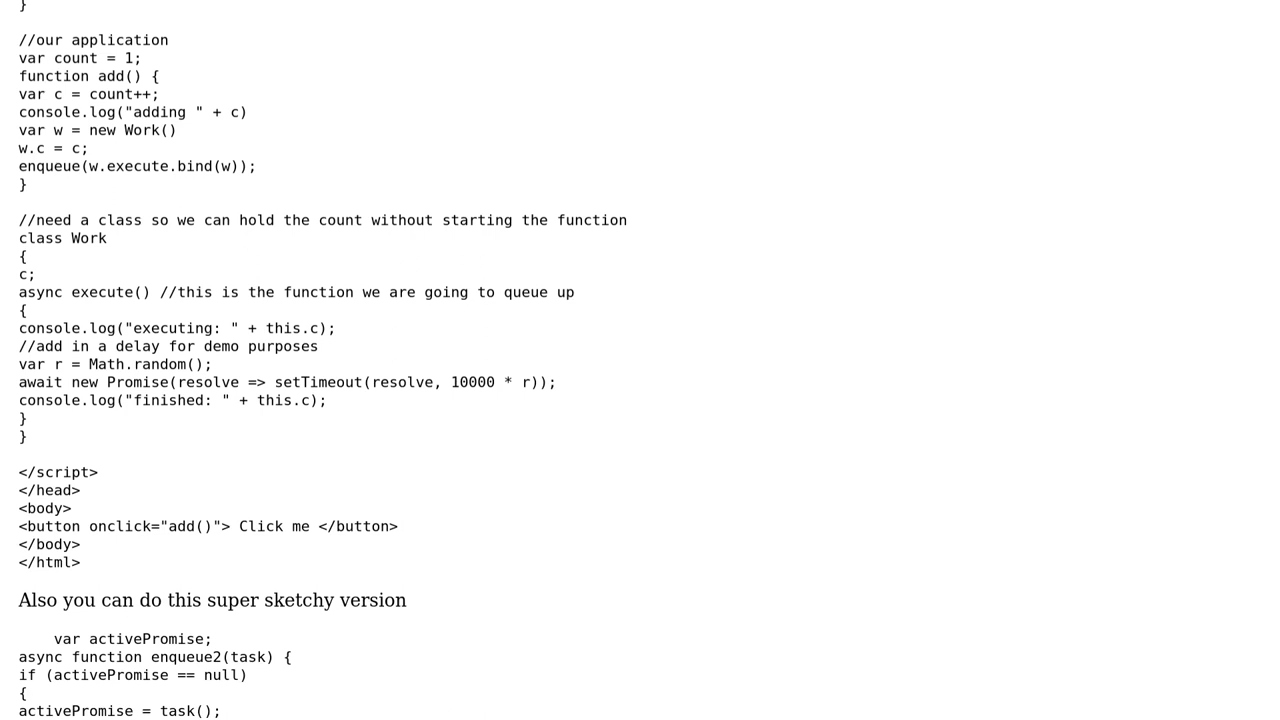 }
//our application
var count = 1;
function add() {
var c = count++;
console.log("adding " + c)
var w = new Work()
w.c = c;
enqueue(w.execute.bind(w));
}
//need a class so we can hold the count without starting the function
class Work
{
c;
async execute() //this is the function we are going to queue up
{
console.log("executing: " + this.c);
//add in a delay for demo purposes
var r = Math.random();
await new Promise(resolve => setTimeout(resolve, 10000 * r));
console.log("finished: " + this.c);
}
}
</script>
</head>
<body>
<button onclick="add()"> Click me </button>
</body>
</html>
Also you can do this super sketchy version
var activePromise;
async function enqueue2(task) {
if (activePromise == null)
{
activePromise = task();